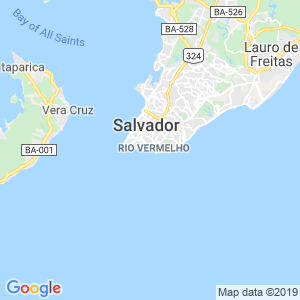 BA-526
Bay of All Saints
BA-528
Lauro de
Freitas
324
itaparica
Vera Cruz
Salvador
RIO VERMELHO
BA-001
Google
Map data ©2019